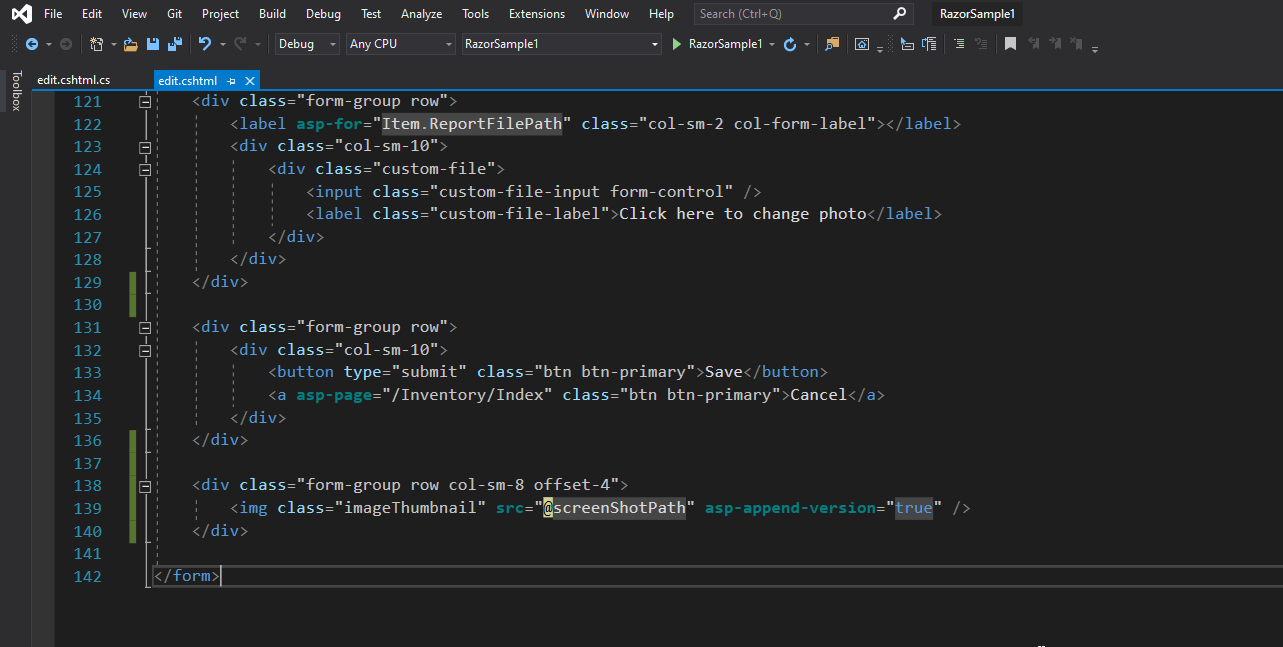 File Edit View Git Project Build Debug Test Analyze Tools Extensions Window Help Search (Ctrl+Q) RazorSample1
Debug Any CPU RazorSample1 RazorSample1
Toolbox
edit.cshtml.cs edit.cshtml
121 <div class="form-group row">
122 <label asp-for="Item.ReportFilePath" class="col-sm-2 col-form-label"></label>
123 <div class="col-sm-10">
124 <div class="custom-file">
125 <input class="custom-file-input form-control" />
126 <label class="custom-file-label">Click here to change photo</label>
127 </div>
128 </div>
129 </div>
130
131 <div class="form-group row">
132 <div class="col-sm-10">
133 <button type="submit" class="btn btn-primary">Save</button>
134 <a asp-page="/Inventory/Index" class="btn btn-primary">Cancel</a>
135 </div>
136 </div>
137
138 <div class="form-group row col-sm-8 offset-4">
139 <img class="imageThumbnail" src="@screenShotPath" asp-append-version="true" />
140 </div>
141
142 </form>